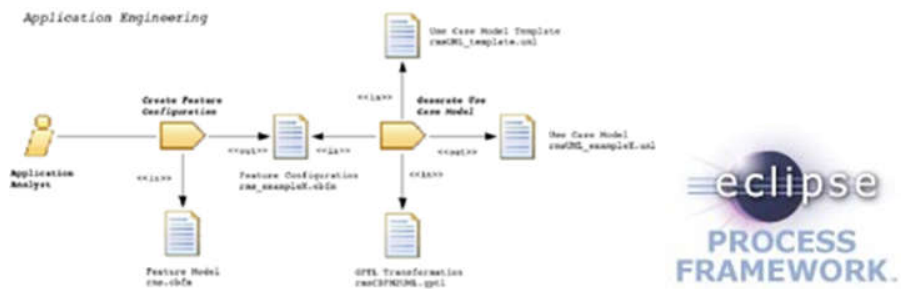 Application Engineering
Use Case Model Template
rmsUML_template.uml
<<in>>
Create Feature
Configuration
Generate Use
Case Model
Use Case Model
rmsUML_exampleX.uml
<<out>>
<<in>>
<<out>>
Application
Analyst
<<in>>
Feature Configuration
rms_exampleX.cbfm
<<in>>
Feature Model
rms.cbfm
GPTL Transformation
rmsCBFM2UML.gptl
eclipse
PROCESS
FRAMEWORK